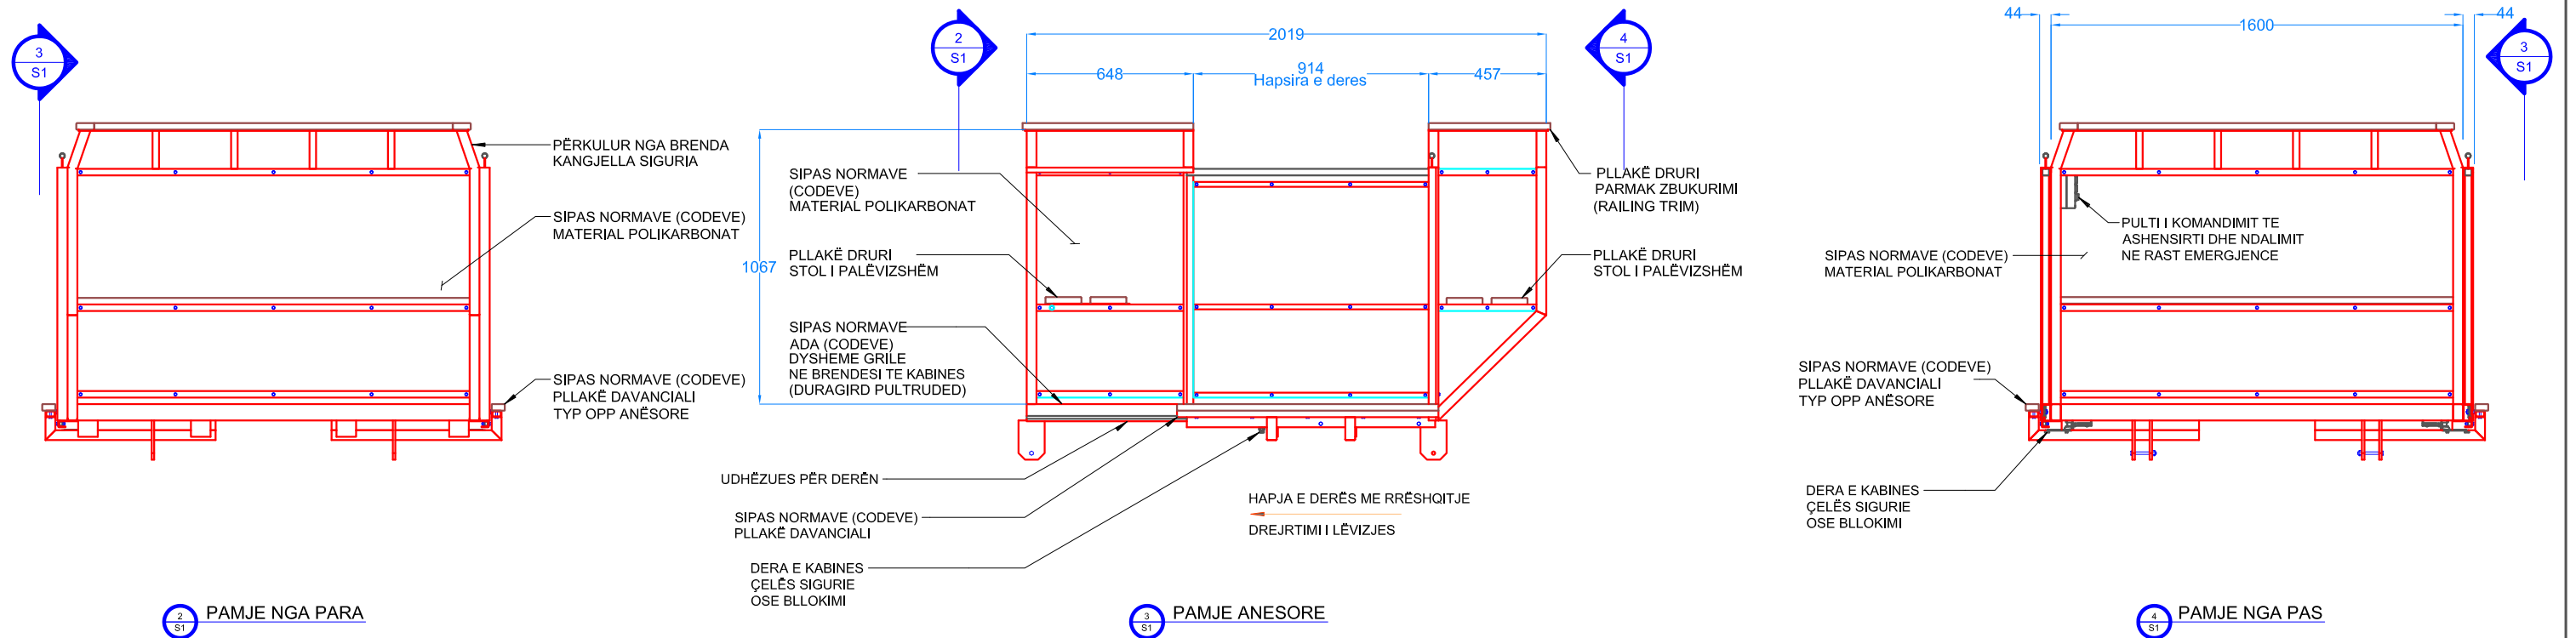 3
S1
PËRKULUR NGA BRENDA
KANGJELLA SIGURIA
SIPAS NORMAVE (CODEVE)
MATERIAL POLIKARBONAT
SIPAS NORMAVE (CODEVE)
PLLAKË DAVANCIALI
TYP OPP ANËSORE
2
S1
PAMJE NGA PARA
2
S1
4
S1
2019
648
914
Hapsira e deres
457
1067
SIPAS NORMAVE
(CODEVE)
MATERIAL POLIKARBONAT
PLLAKË DRURI
STOL I PALËVIZSHËM
SIPAS NORMAVE
ADA (CODEVE)
DYSHEME GRILE
NE BRENDESI TE KABINES
(DURAGIRD PULTRUDED)
UDHËZUES PËR DERËN
SIPAS NORMAVE (CODEVE)
PLLAKË DAVANCIALI
DERA E KABINES
ÇELËS SIGURIE
OSE BLLOKIMI
PLLAKË DRURI
PARMAK ZBUKURIMI
(RAILING TRIM)
PLLAKË DRURI
STOL I PALËVIZSHËM
HAPJA E DERËS ME RRËSHQITJE
DREJRTIMI I LËVIZJES
3
S1
PAMJE ANESORE
44
1600
44
3
S1
PULTI I KOMANDIMIT TE
ASHENSIRTI DHE NDALIMIT
NE RAST EMERGJENCE
SIPAS NORMAVE (CODEVE)
MATERIAL POLIKARBONAT
SIPAS NORMAVE (CODEVE)
PLLAKË DAVANCIALI
TYP OPP ANËSORE
DERA E KABINES
ÇELËS SIGURIE
OSE BLLOKIMI
4
S1
PAMJE NGA PAS